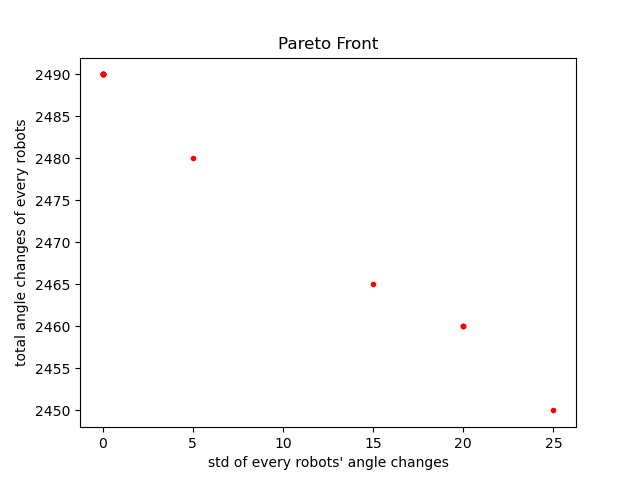 Pareto Front
total angle changes of every robots
2490
2485
2480
2475
2470
2465
2460
2455
2450
0 5 10 15 20 25
std of every robots' angle changes